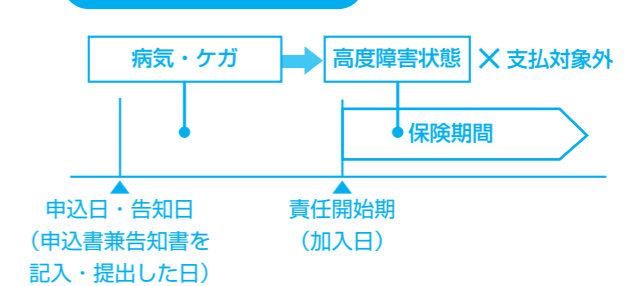 病気・ケガ
高度障害状態
×支払対象外
保険期間
申込日・告知日
（申込書兼告知書を
記入・提出した日）
責任開始期
（加入日）